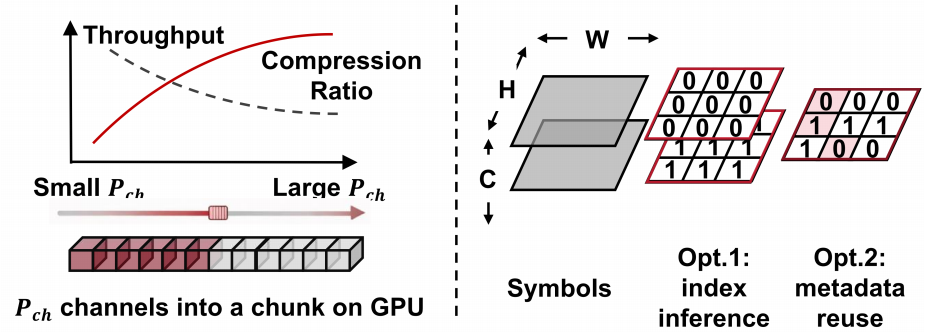 Throughput
Compression
Ratio
Small P_ch
Large P_ch
P_ch channels into a chunk on GPU
W
H
C
0 0 0
0 0 0
0 0 0
1 1 1
1 1 1
0 0 0
1 1 1
1 0 0
Symbols
Opt.1:
index
inference
Opt.2:
metadata
reuse